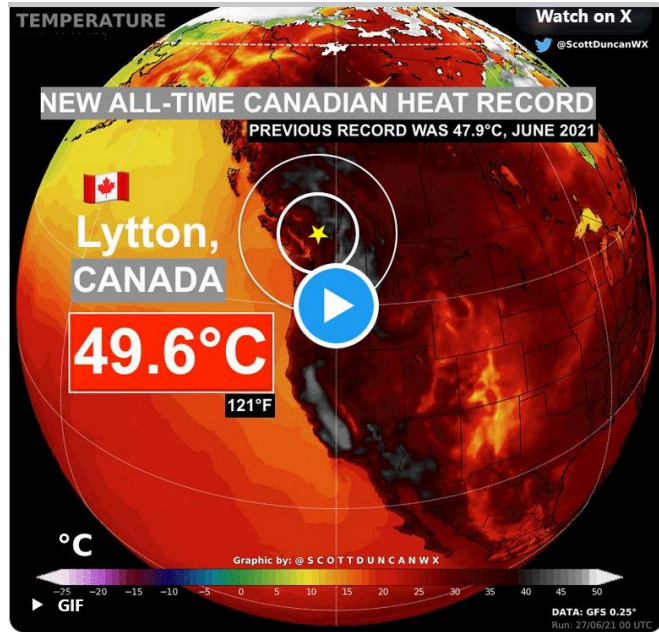 TEMPERATURE
Watch on X
@ScottDuncanWX
NEW ALL-TIME CANADIAN HEAT RECORD
PREVIOUS RECORD WAS 47.9°C, JUNE 2021
Lytton,
CANADA
49.6°C
121°F
°C
Graphic by: @SCOTTDUNCANWX
-25 -20 -15 -10 -5 0 5 10 15 20 25 30 35 40 45 50
GIF
DATA: GFS 0.25°
Run: 27/06/21 00 UTC